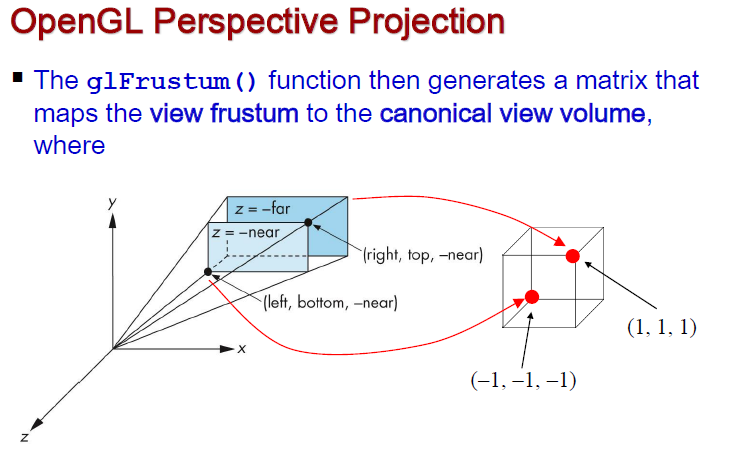 OpenGL Perspective Projection
▪ The glFrustum() function then generates a matrix that
maps the view frustum to the canonical view volume,
where
y
z = –far
z = –near
(right, top, –near)
(left, bottom, –near)
x
z
(1, 1, 1)
(–1, –1, –1)